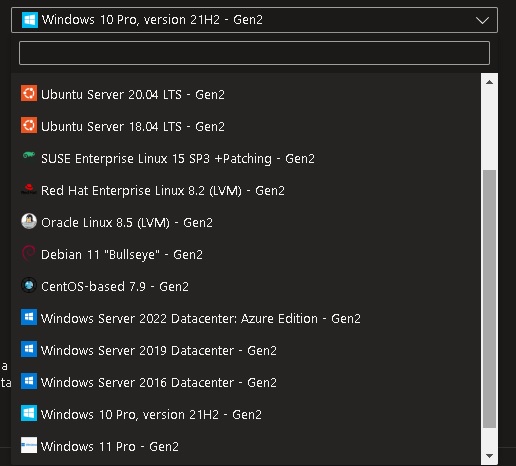 Windows 10 Pro, version 21H2 - Gen2
Ubuntu Server 20.04 LTS - Gen2
Ubuntu Server 18.04 LTS - Gen2
SUSE Enterprise Linux 15 SP3 +Patching - Gen2
Red Hat Enterprise Linux 8.2 (LVM) - Gen2
Oracle Linux 8.5 (LVM) - Gen2
Debian 11 "Bullseye" - Gen2
CentOS-based 7.9 - Gen2
Windows Server 2022 Datacenter: Azure Edition - Gen2
Windows Server 2019 Datacenter - Gen2
a
Windows Server 2016 Datacenter - Gen2
ta
Windows 10 Pro, version 21H2 - Gen2
Windows 11 Pro - Gen2